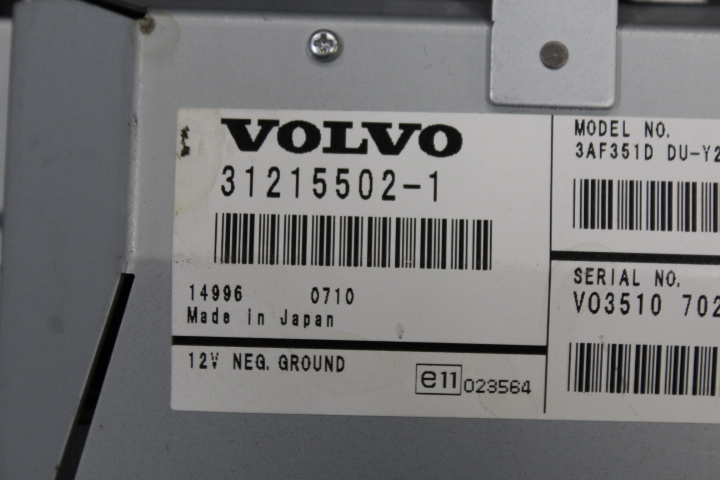 VOLVO
31215502-1
14996 0710
Made in Japan
12V NEG. GROUND
e11 023564
MODEL NO.
3AF351D DU-Y2
SERIAL NO.
V03510 702